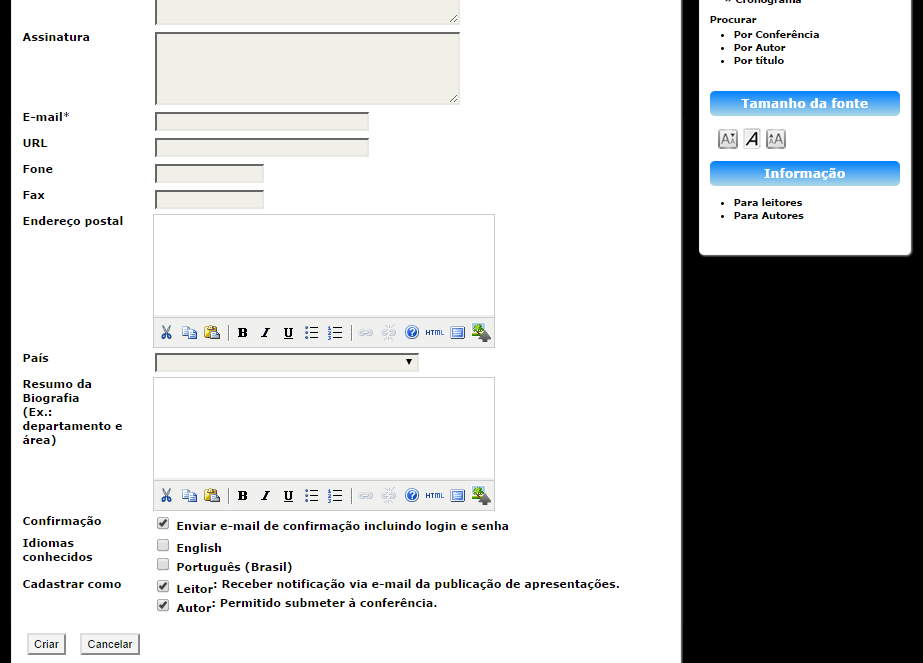 Assinatura
E-mail*
URL
Fone
Fax
Endereço postal
B I U HTML
País
Resumo da
Biografia
(Ex.:
departamento e
área)
B I U HTML
Confirmação
Enviar e-mail de confirmação incluindo login e senha
Idiomas
conhecidos
English
Português (Brasil)
Cadastrar como
Leitor: Receber notificação via e-mail da publicação de apresentações.
Autor: Permitido submeter à conferência.
Criar Cancelar
» Cronograma
Procurar
• Por Conferência
• Por Autor
• Por título
Tamanho da fonte
A A A
Informação
• Para leitores
• Para Autores